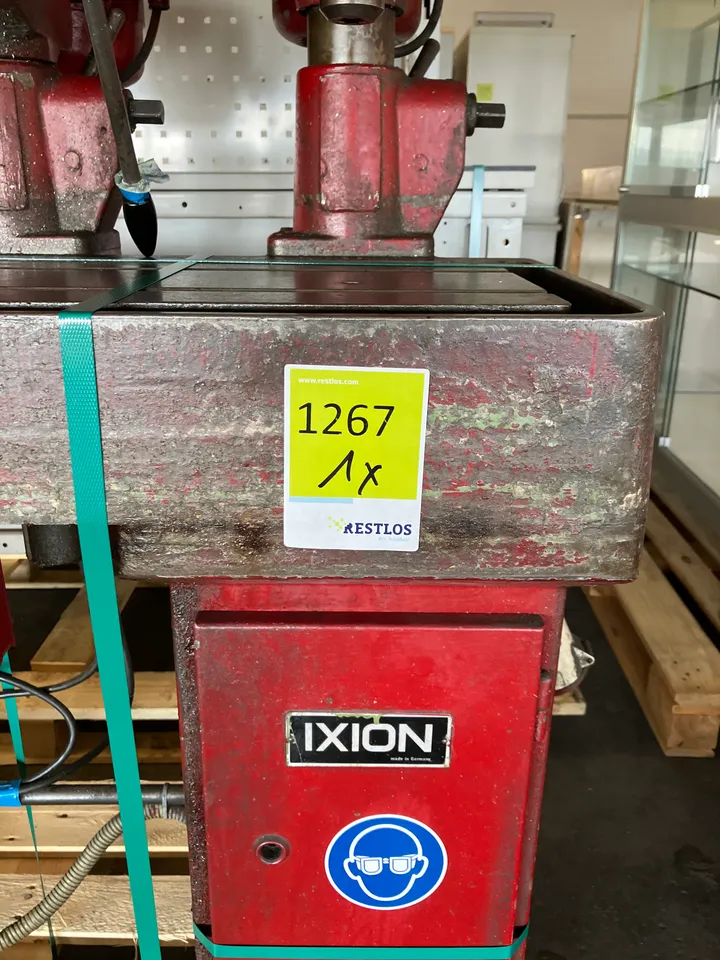 www.restlos.com
1267
1x
RESTLOS
IXION
made in Germany